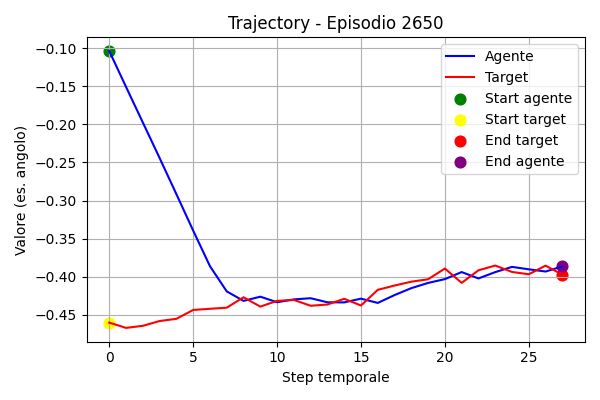 Trajectory - Episodio 2650
Valore (es. angolo)
−0.10
−0.15
−0.20
−0.25
−0.30
−0.35
−0.40
−0.45
Agente
Target
Start agente
Start target
End target
End agente
0 5 10 15 20 25
Step temporale